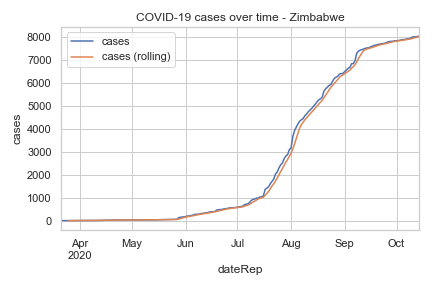 COVID-19 cases over time - Zimbabwe
cases
cases (rolling)
8000
7000
6000
5000
4000
3000
2000
1000
0
cases
Apr
2020
May
Jun
Jul
Aug
Sep
Oct
dateRep